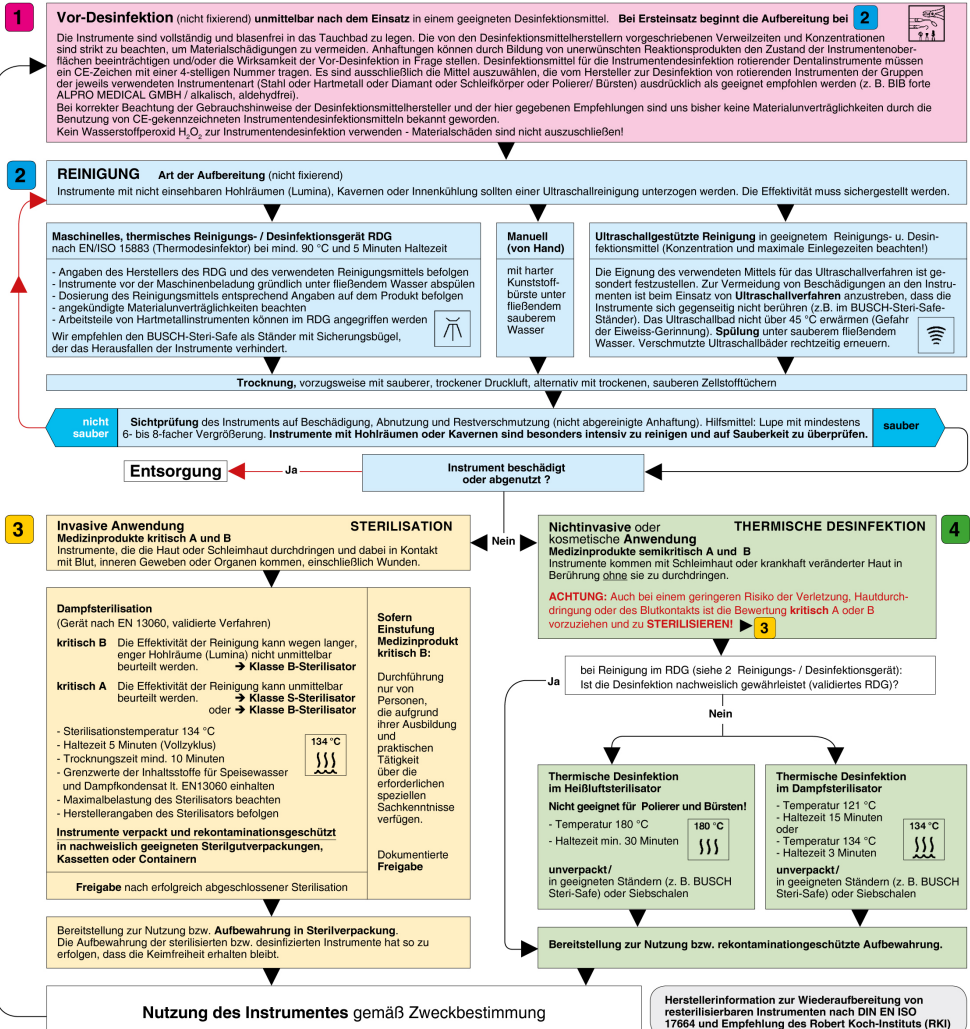 1
Vor-Desinfektion (nicht fixierend) unmittelbar nach dem Einsatz in einem geeigneten Desinfektionsmittel. Bei Ersteinsatz beginnt die Aufbereitung bei 2
Die Instrumente sind vollständig und blasenfrei in das Tauchbad zu legen. Die von den Desinfektionsmittelherstellern vorgeschriebenen Verweilzeiten und Konzentrationen
sind strikt zu beachten, um Materialschädigungen zu vermeiden. Anhaftungen können durch Bildung von unerwünschten Reaktionsprodukten den Zustand der Instrumentenober-
flächen beeinträchtigen und/oder die Wirksamkeit der Vor-Desinfektion in Frage stellen. Desinfektionsmittel für die Instrumentendesinfektion rotierender Dentalinstrumente müssen
ein CE-Zeichen mit einer 4-stelligen Nummer tragen. Es sind ausschließlich die Mittel auszuwählen, die vom Hersteller zur Desinfektion von rotierenden Instrumenten der Gruppen
der jeweils verwendeten Instrumentenart (Stahl oder Hartmetall oder Diamant oder Schleifkörper oder Polierer/ Bürsten) ausdrücklich als geeignet empfohlen werden (z. B. BIB forte
ALPRO MEDICAL GMBH / alkalisch, aldehydfrei).
Bei korrekter Beachtung der Gebrauchshinweise der Desinfektionsmittelhersteller und der hier gegebenen Empfehlungen sind uns bisher keine Materialunverträglichkeiten durch die
Benutzung von CE-gekennzeichneten Instrumentendesinfektionsmitteln bekannt geworden.
Kein Wasserstoffperoxid H₂O₂ zur Instrumentendesinfektion verwenden - Materialschäden sind nicht auszuschließen!
2
REINIGUNG Art der Aufbereitung (nicht fixierend)
Instrumente mit nicht einsehbaren Hohlräumen (Lumina), Kavernen oder Innenkühlung sollten einer Ultraschallreinigung unterzogen werden. Die Effektivität muss sichergestellt werden.
Maschinelles, thermisches Reinigungs- / Desinfektionsgerät RDG
nach EN/ISO 15883 (Thermodesinfektor) bei mind. 90 °C und 5 Minuten Haltezeit
- Angaben des Herstellers des RDG und des verwendeten Reinigungsmittels befolgen
- Instrumente vor der Maschinenbeladung gründlich unter fließendem Wasser abspülen
- Dosierung des Reinigungsmittels entsprechend Angaben auf dem Produkt befolgen
- angekündigte Materialunverträglichkeiten beachten
- Arbeitsteile von Hartmetallinstrumenten können im RDG angegriffen werden
Wir empfehlen den BUSCH-Steri-Safe als Ständer mit Sicherungsbügel,
der das Herausfallen der Instrumente verhindert.
Manuell
(von Hand)
mit harter
Kunststoff-
bürste unter
fließendem
sauberem
Wasser
Ultraschallgestützte Reinigung in geeignetem Reinigungs- u. Desin-
fektionsmittel (Konzentration und maximale Einlegezeiten beachten!)
Die Eignung des verwendeten Mittels für das Ultraschallverfahren ist ge-
sondert festzustellen. Zur Vermeidung von Beschädigungen an den Instru-
menten ist beim Einsatz von Ultraschallverfahren anzustreben, dass die
Instrumente sich gegenseitig nicht berühren (z.B. im BUSCH-Steri-Safe-
Ständer). Das Ultraschallbad nicht über 45 °C erwärmen (Gefahr
der Eiweiss-Gerinnung). Spülung unter sauberem fließendem
Wasser. Verschmutzte Ultraschallbäder rechtzeitig erneuern.
Trocknung, vorzugsweise mit sauberer, trockener Druckluft, alternativ mit trockenen, sauberen Zellstofftüchern
nicht
sauber
Sichtprüfung des Instruments auf Beschädigung, Abnutzung und Restverschmutzung (nicht abgereinigte Anhaftung). Hilfsmittel: Lupe mit mindestens
6- bis 8-facher Vergrößerung. Instrumente mit Hohlräumen oder Kavernen sind besonders intensiv zu reinigen und auf Sauberkeit zu überprüfen.
sauber
Entsorgung
Ja
Instrument beschädigt
oder abgenutzt ?
Nein
3
Invasive Anwendung STERILISATION
Medizinprodukte kritisch A und B
Instrumente, die die Haut oder Schleimhaut durchdringen und dabei in Kontakt
mit Blut, inneren Geweben oder Organen kommen, einschließlich Wunden.
Dampfsterilisation
(Gerät nach EN 13060, validierte Verfahren)
kritisch B Die Effektivität der Reinigung kann wegen langer,
enger Hohlräume (Lumina) nicht unmittelbar
beurteilt werden. ➔ Klasse B-Sterilisator
kritisch A Die Effektivität der Reinigung kann unmittelbar
beurteilt werden. ➔ Klasse S-Sterilisator
oder ➔ Klasse B-Sterilisator
- Sterilisationstemperatur 134 °C
- Haltezeit 5 Minuten (Vollzyklus)
- Trocknungszeit mind. 10 Minuten
- Grenzwerte der Inhaltsstoffe für Speisewasser
und Dampfkondensat lt. EN13060 einhalten
- Maximalbelastung des Sterilisators beachten
- Herstellerangaben des Sterilisators befolgen
134 °C
Instrumente verpackt und rekontaminationsgeschützt
in nachweislich geeigneten Sterilgutverpackungen,
Kassetten oder Containern
Freigabe nach erfolgreich abgeschlossener Sterilisation
Sofern
Einstufung
Medizinprodukt
kritisch B:
Durchführung
nur von
Personen,
die aufgrund
ihrer Ausbildung
und
praktischen
Tätigkeit
über die
erforderlichen
speziellen
Sachkenntnisse
verfügen.
Dokumentierte
Freigabe
Bereitstellung zur Nutzung bzw. Aufbewahrung in Sterilverpackung.
Die Aufbewahrung der sterilisierten bzw. desinfizierten Instrumente hat so zu
erfolgen, dass die Keimfreiheit erhalten bleibt.
4
Nichtinvasive oder THERMISCHE DESINFEKTION
kosmetische Anwendung
Medizinprodukte semikritisch A und B
Instrumente kommen mit Schleimhaut oder krankhaft veränderter Haut in
Berührung ohne sie zu durchdringen.
ACHTUNG: Auch bei einem geringeren Risiko der Verletzung, Hautdurch-
dringung oder des Blutkontakts ist die Bewertung kritisch A oder B
vorzuziehen und zu STERILISIEREN! 3
Ja
bei Reinigung im RDG (siehe 2 Reinigungs- / Desinfektionsgerät):
Ist die Desinfektion nachweislich gewährleistet (validiertes RDG)?
Nein
Thermische Desinfektion
im Heißluftsterilisator
Nicht geeignet für Polierer und Bürsten!
- Temperatur 180 °C
- Haltezeit min. 30 Minuten
180 °C
unverpackt/
in geeigneten Ständern (z. B. BUSCH
Steri-Safe) oder Siebschalen
Thermische Desinfektion
im Dampfsterilisator
- Temperatur 121 °C
- Haltezeit 15 Minuten
oder
- Temperatur 134 °C
- Haltezeit 3 Minuten
134 °C
unverpackt/
in geeigneten Ständern (z. B. BUSCH
Steri-Safe) oder Siebschalen
Bereitstellung zur Nutzung bzw. rekontaminationgeschützte Aufbewahrung.
Nutzung des Instrumentes gemäß Zweckbestimmung
Herstellerinformation zur Wiederaufbereitung von
resterilisierbaren Instrumenten nach DIN EN ISO
17664 und Empfehlung des Robert Koch-Instituts (RKI)